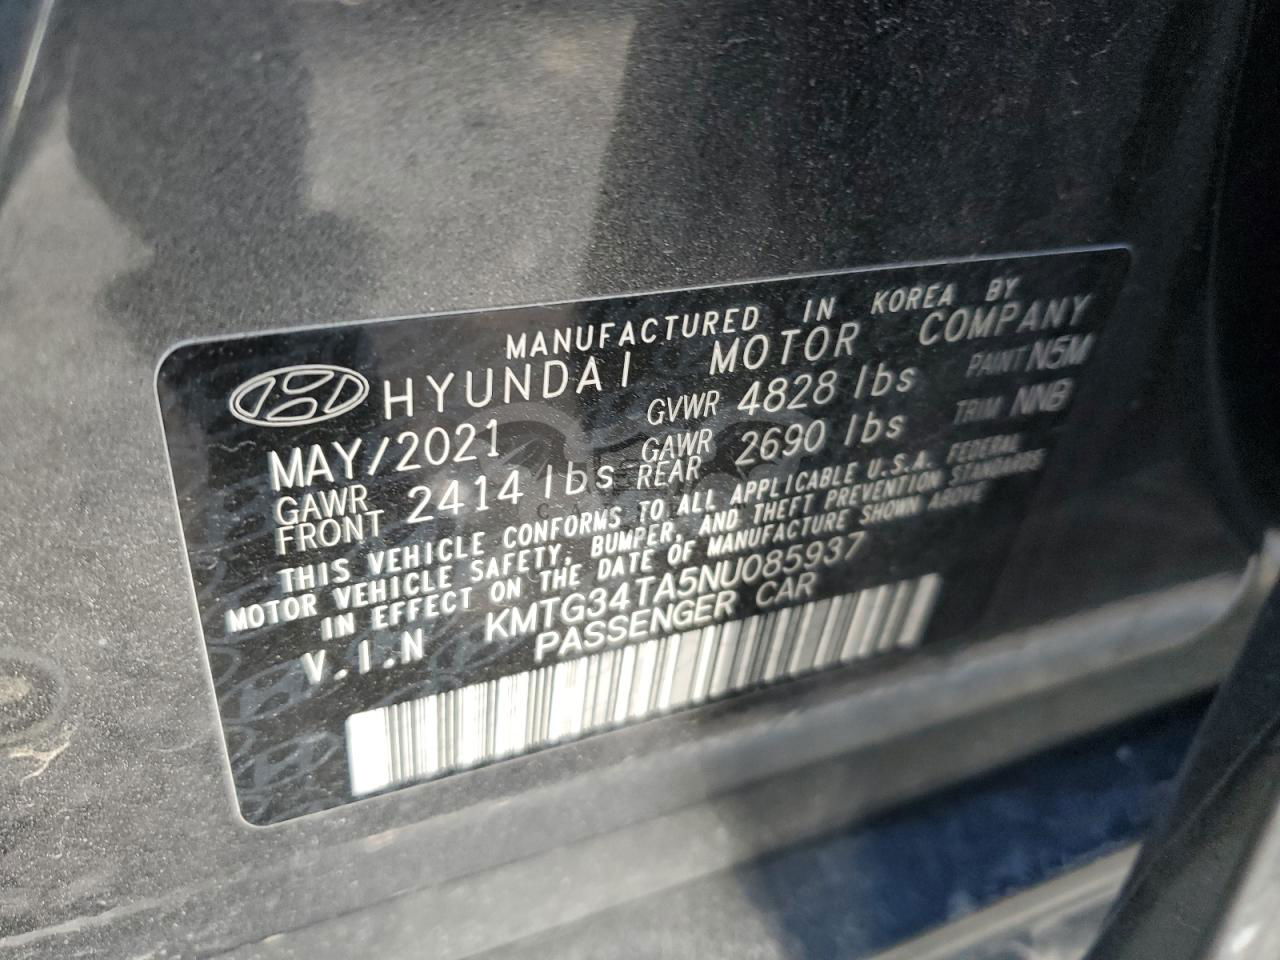 MANUFACTURED IN KOREA BY
HYUNDAI MOTOR COMPANY
MAY/2021 GVWR 4828 lbs PAINT N5M
GAWR FRONT 2414 lbs GAWR REAR 2690 lbs TRIM NNB
THIS VEHICLE CONFORMS TO ALL APPLICABLE U.S.A. FEDERAL
MOTOR VEHICLE SAFETY, BUMPER, AND THEFT PREVENTION STANDARDS
IN EFFECT ON THE DATE OF MANUFACTURE SHOWN ABOVE
V.I.N KMTG34TA5NU085937
PASSENGER CAR